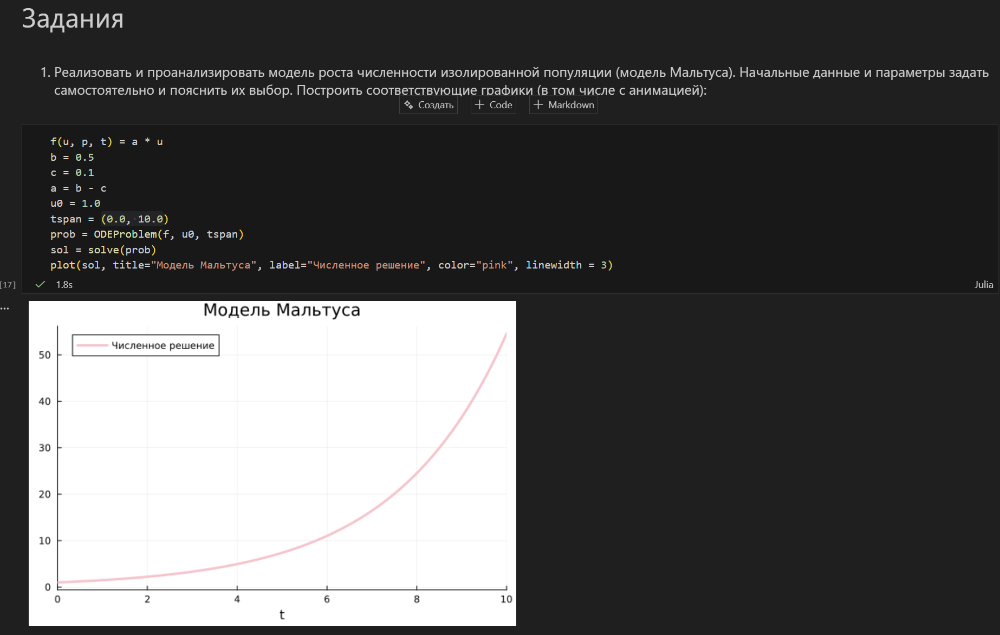 Задания
1. Реализовать и проанализировать модель роста численности изолированной популяции (модель Мальтуса). Начальные данные и параметры задать
самостоятельно и пояснить их выбор. Построить соответствующие графики (в том числе с анимацией):
Создать + Code + Markdown
f(u, p, t) = a * u
b = 0.5
c = 0.1
a = b - c
u0 = 1.0
tspan = (0.0, 10.0)
prob = ODEProblem(f, u0, tspan)
sol = solve(prob)
plot(sol, title="Модель Мальтуса", label="Численное решение", color="pink", linewidth = 3)
[17] 1.8s Julia
...
Модель Мальтуса
Численное решение
50
40
30
20
10
0
0 2 4 6 8 10
t